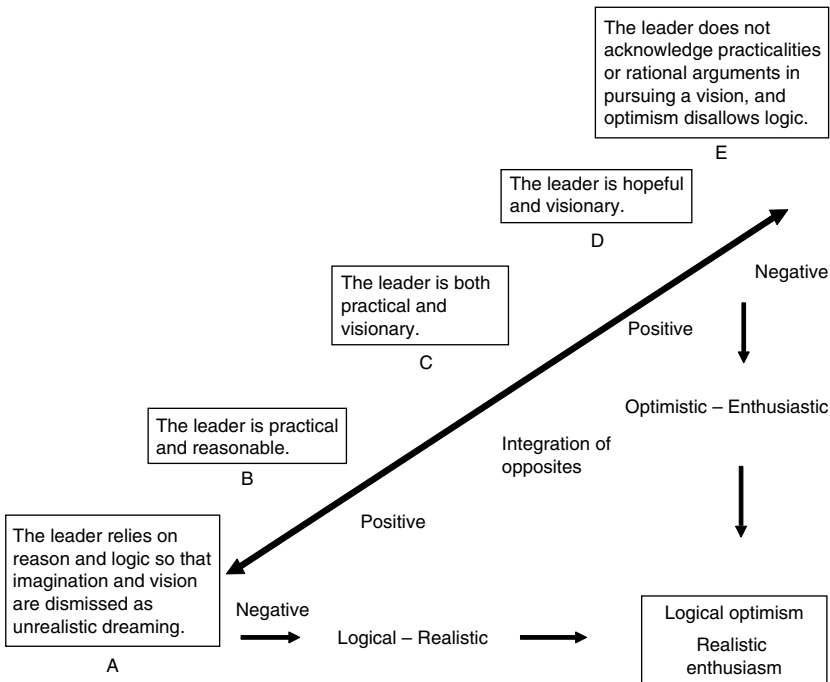 The leader does not
acknowledge practicalities
or rational arguments in
pursuing a vision, and
optimism disallows logic.
E
The leader is hopeful
and visionary.
D
Negative
The leader is both
practical and
visionary.
C
Positive
Optimistic – Enthusiastic
The leader is practical
and reasonable.
B
Integration of
opposites
Positive
The leader relies on
reason and logic so that
imagination and vision
are dismissed as
unrealistic dreaming.
A
Negative
Logical – Realistic
Logical optimism
Realistic
enthusiasm